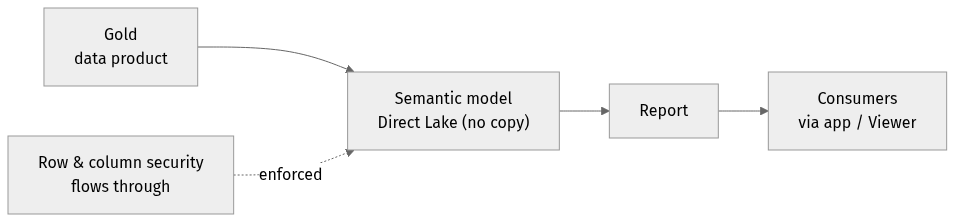 Gold
data product
Semantic model
Direct Lake (no copy)
Report
Consumers
via app / Viewer
Row & column security
flows through
enforced